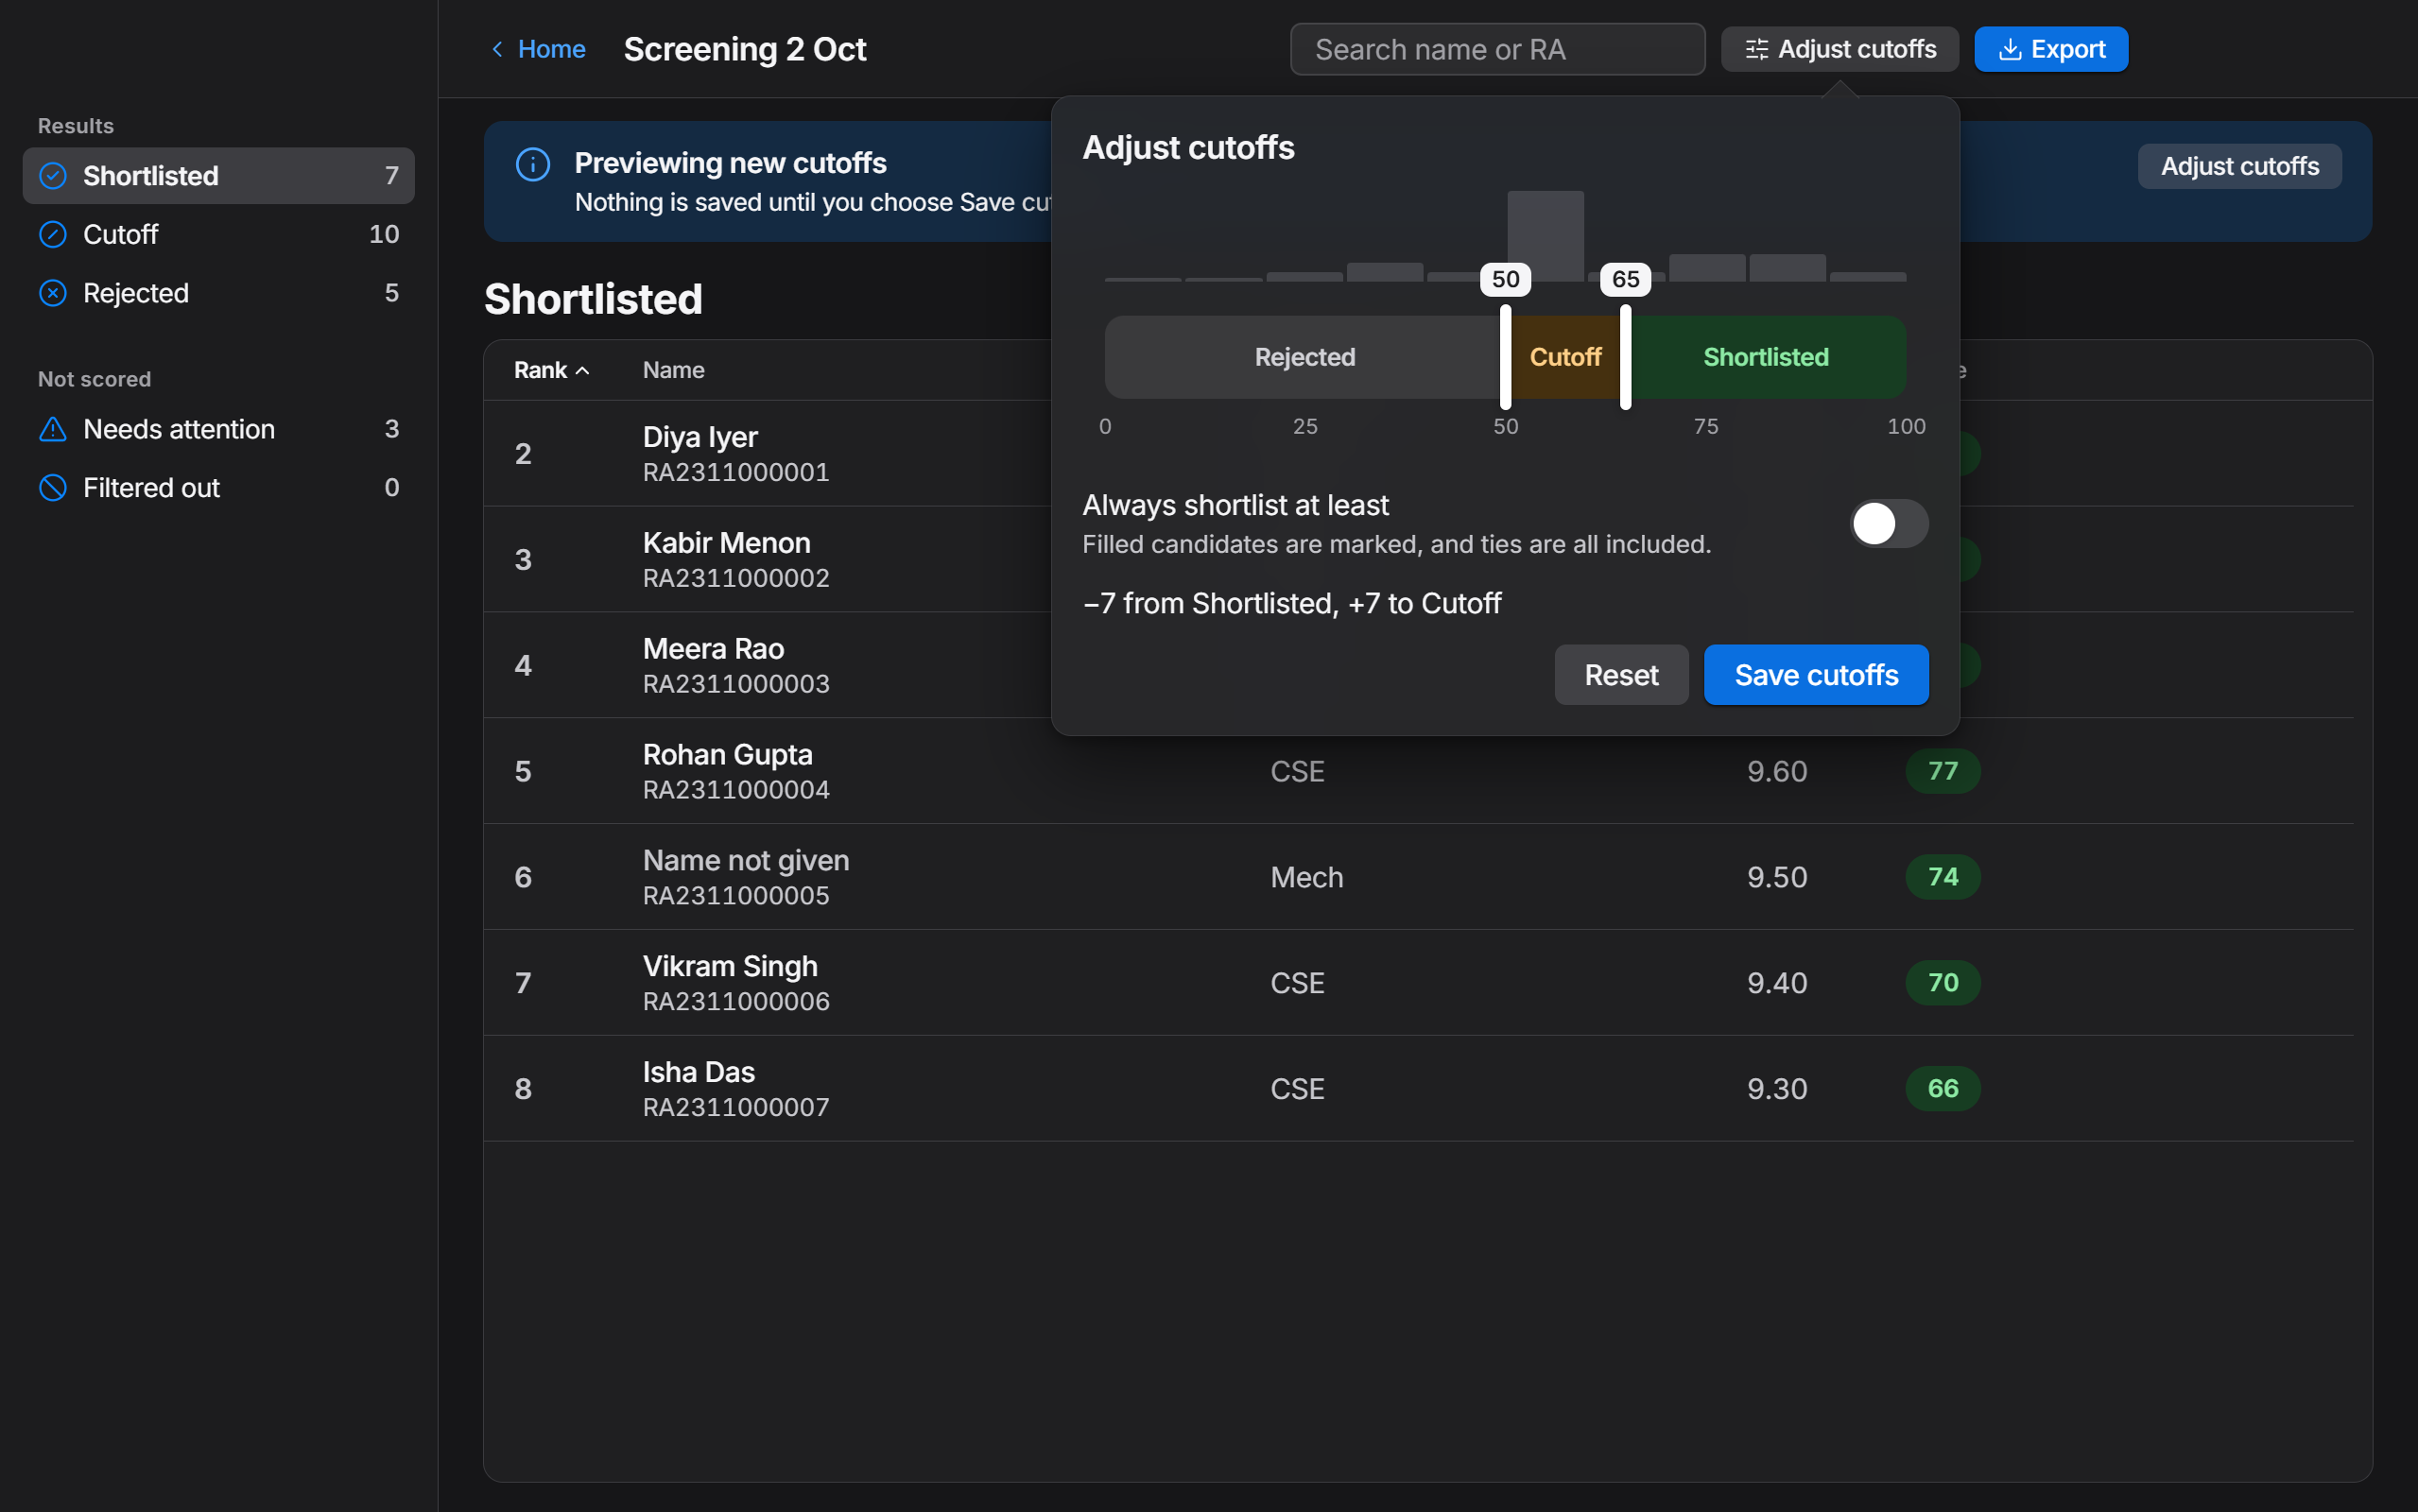 Home
Screening 2 Oct
Search name or RA
Adjust cutoffs
Export
Results
Shortlisted 7
Cutoff 10
Rejected 5
Not scored
Needs attention 3
Filtered out 0
Previewing new cutoffs
Nothing is saved until you choose Save
Adjust cutoffs
Shortlisted
Rank Name
2 Diya Iyer
RA2311000001
3 Kabir Menon
RA2311000002
4 Meera Rao
RA2311000003
5 Rohan Gupta CSE 9.60 77
RA2311000004
6 Name not given Mech 9.50 74
RA2311000005
7 Vikram Singh CSE 9.40 70
RA2311000006
8 Isha Das CSE 9.30 66
RA2311000007
Adjust cutoffs
50 65
Rejected Cutoff Shortlisted
0 25 50 75 100
Always shortlist at least
Filled candidates are marked, and ties are all included.
–7 from Shortlisted, +7 to Cutoff
Reset Save cutoffs